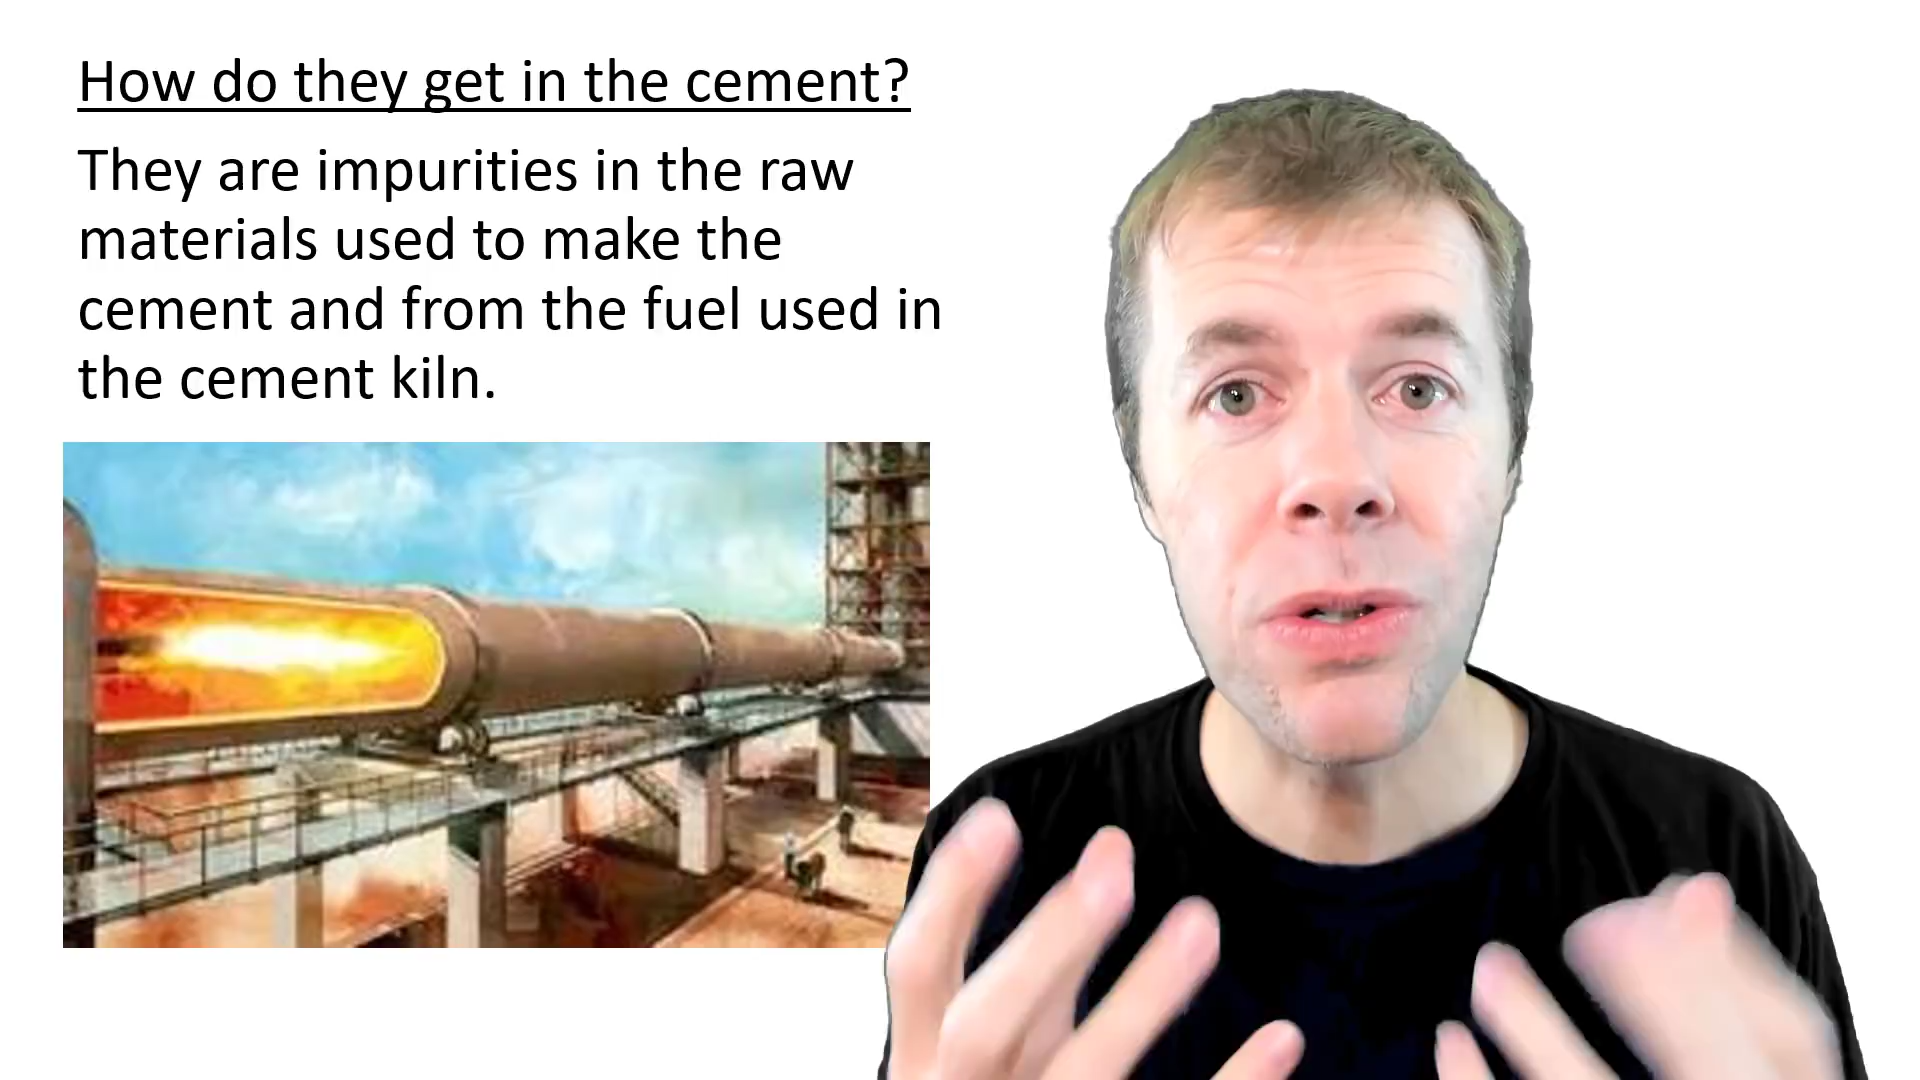 How do they get in the cement?
They are impurities in the raw
materials used to make the
cement and from the fuel used in
the cement kiln.